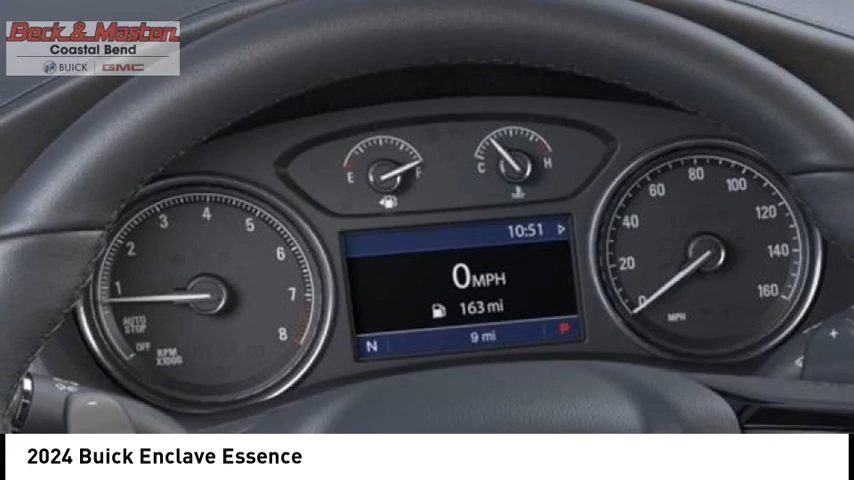 Beck & Masten
Coastal Bend
BUICK | GMC
E F
C H
1 2 3 4 5 6 7 8
AUTO STOP
OFF
RPM X1000
10:51
0 MPH
163 mi
N 9 mi P
0 20 40 60 80 100 120 140 160
MPH
2024 Buick Enclave Essence